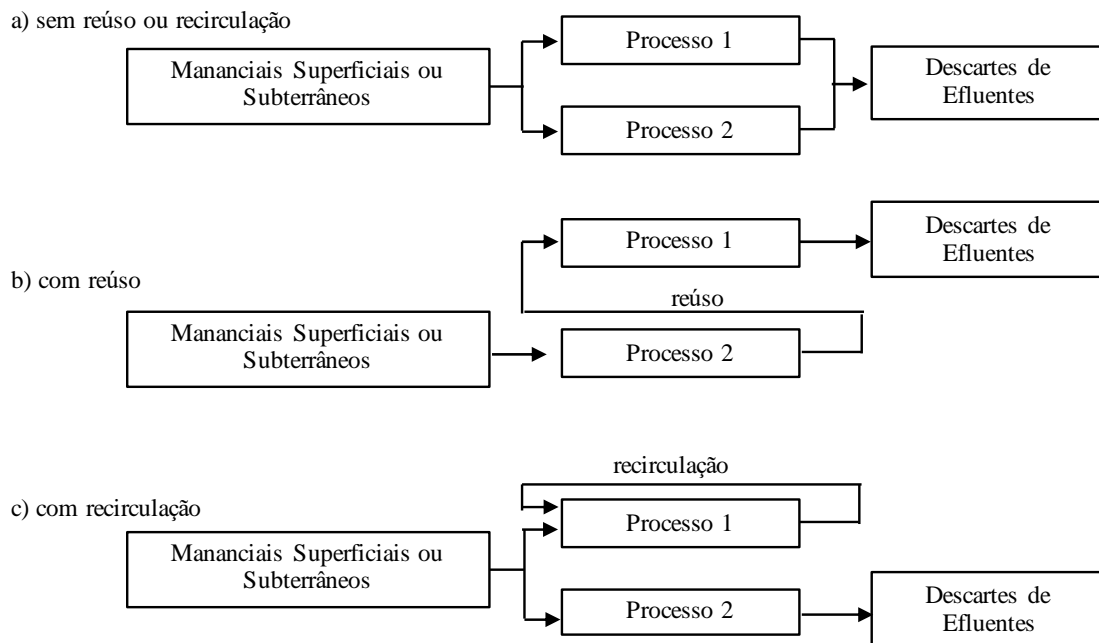 a) sem reúso ou recirculação
Mananciais Superficiais ou
Subterrâneos
Processo 1
Processo 2
Descartes de
Efluentes
b) com reúso
Mananciais Superficiais ou
Subterrâneos
Processo 1
reúso
Processo 2
Descartes de
Efluentes
c) com recirculação
Mananciais Superficiais ou
Subterrâneos
recirculação
Processo 1
Processo 2
Descartes de
Efluentes